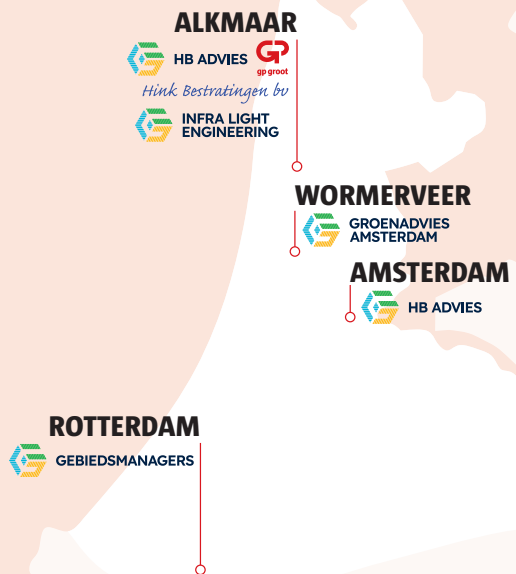 ALKMAAR
HB ADVIES GP
gp groot
Hink Bestratingen bv
INFRA LIGHT
ENGINEERING
WORMERVEER
GROENADVIES
AMSTERDAM
AMSTERDAM
HB ADVIES
ROTTERDAM
GEBIEDSMANAGERS